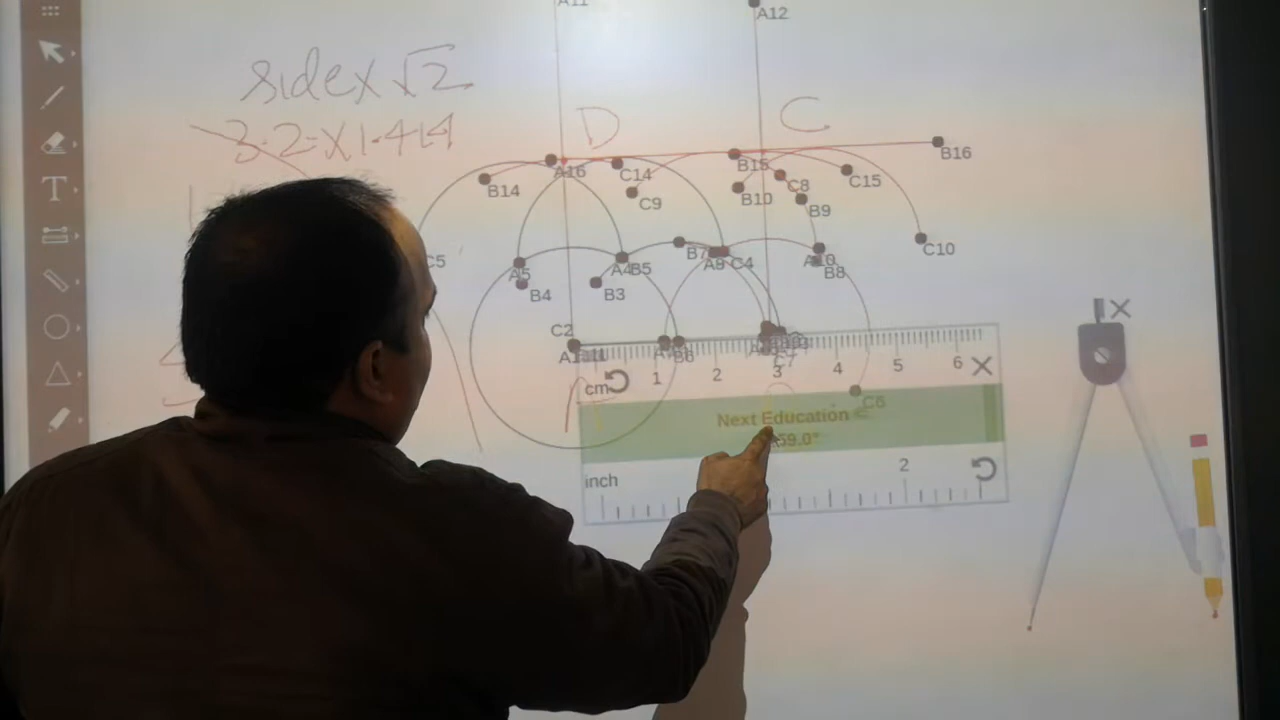 A11
A12
side x √2
3.2 = x 1.414
D
C
A16
B14
C14
C9
B15
B10
C8
B9
C15
B16
C5
A5
B4
A4
B5
B3
B7
A9
C4
A10
B8
C10
C2
cm
1
2
3
4
5
6
Next Education
C6
59.0°
inch
2